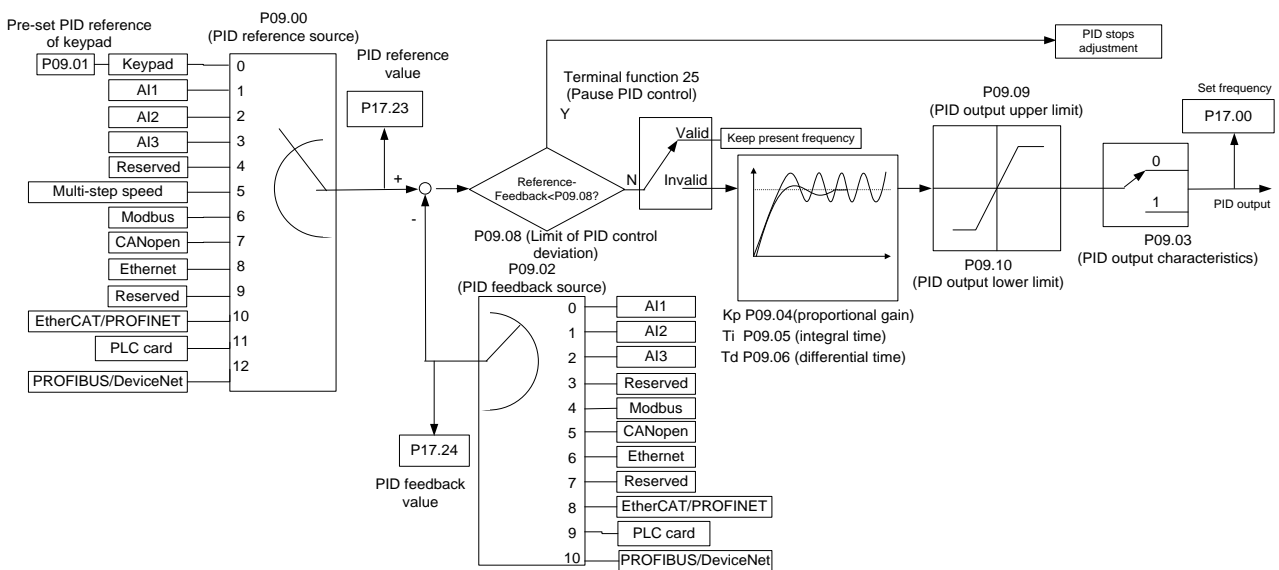 Pre-set PID reference
of keypad
P09.01
Keypad
AI1
AI2
AI3
Reserved
Multi-step speed
Modbus
CANopen
Ethernet
Reserved
EtherCAT/PROFINET
PLC card
PROFIBUS/DeviceNet
P09.00
(PID reference source)
0
1
2
3
4
5
6
7
8
9
10
11
12
PID reference
value
P17.23
+
-
P17.24
PID feedback
value
Reference-
Feedback<P09.08?
Y
N
P09.08 (Limit of PID control
deviation)
P09.02
(PID feedback source)
0
1
2
3
4
5
6
7
8
9
10
AI1
AI2
AI3
Reserved
Modbus
CANopen
Ethernet
Reserved
EtherCAT/PROFINET
PLC card
PROFIBUS/DeviceNet
Terminal function 25
(Pause PID control)
Valid
Invalid
Keep present frequency
PID stops
adjustment
Kp P09.04(proportional gain)
Ti P09.05 (integral time)
Td P09.06 (differential time)
P09.09
(PID output upper limit)
P09.10
(PID output lower limit)
0
1
P09.03
(PID output characteristics)
Set frequency
P17.00
PID output